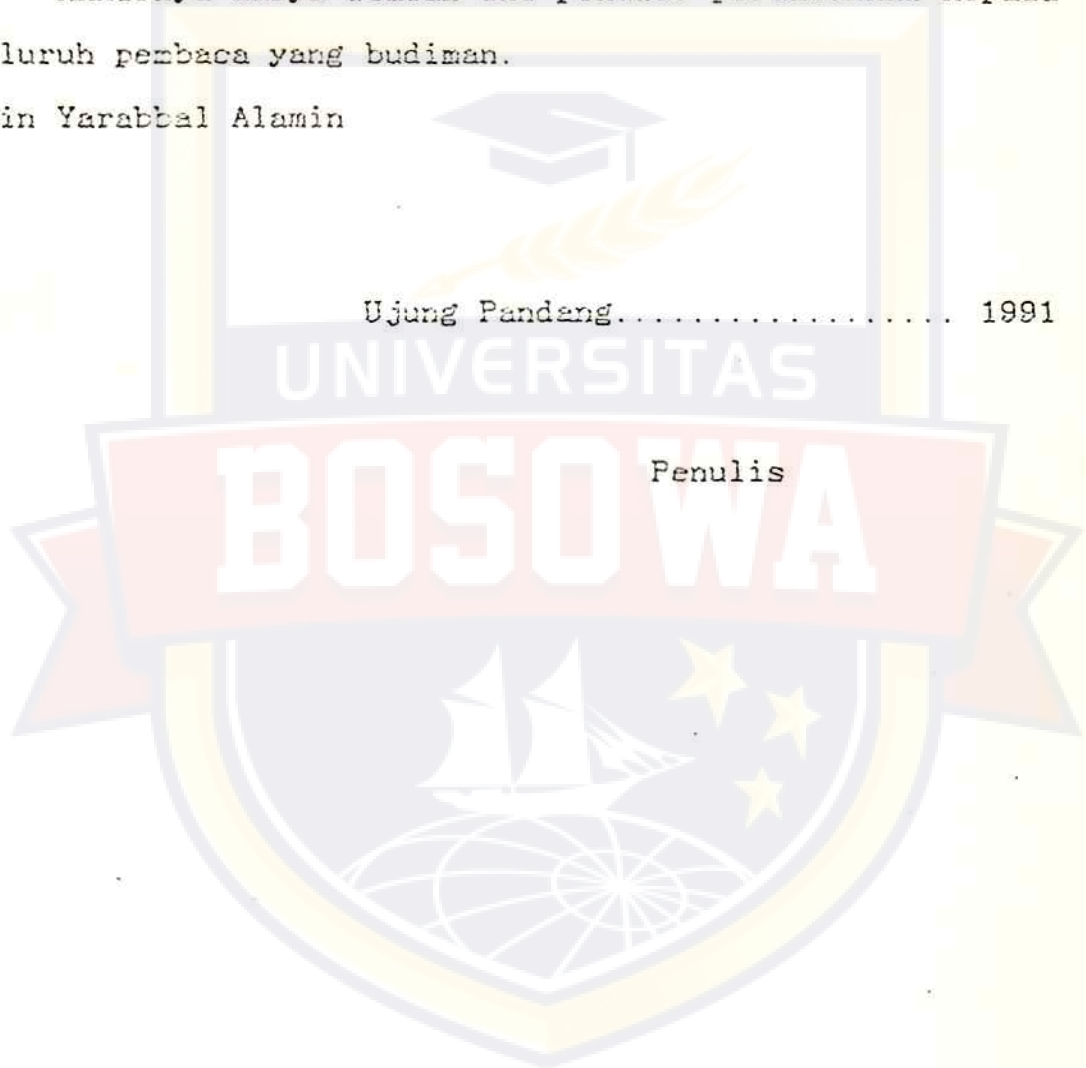 luruh pembaca yang budiman.
in Yarabbal Alamin
Ujung Pandang.................. 1991
UNIVERSITAS
BOSOWA
Penulis